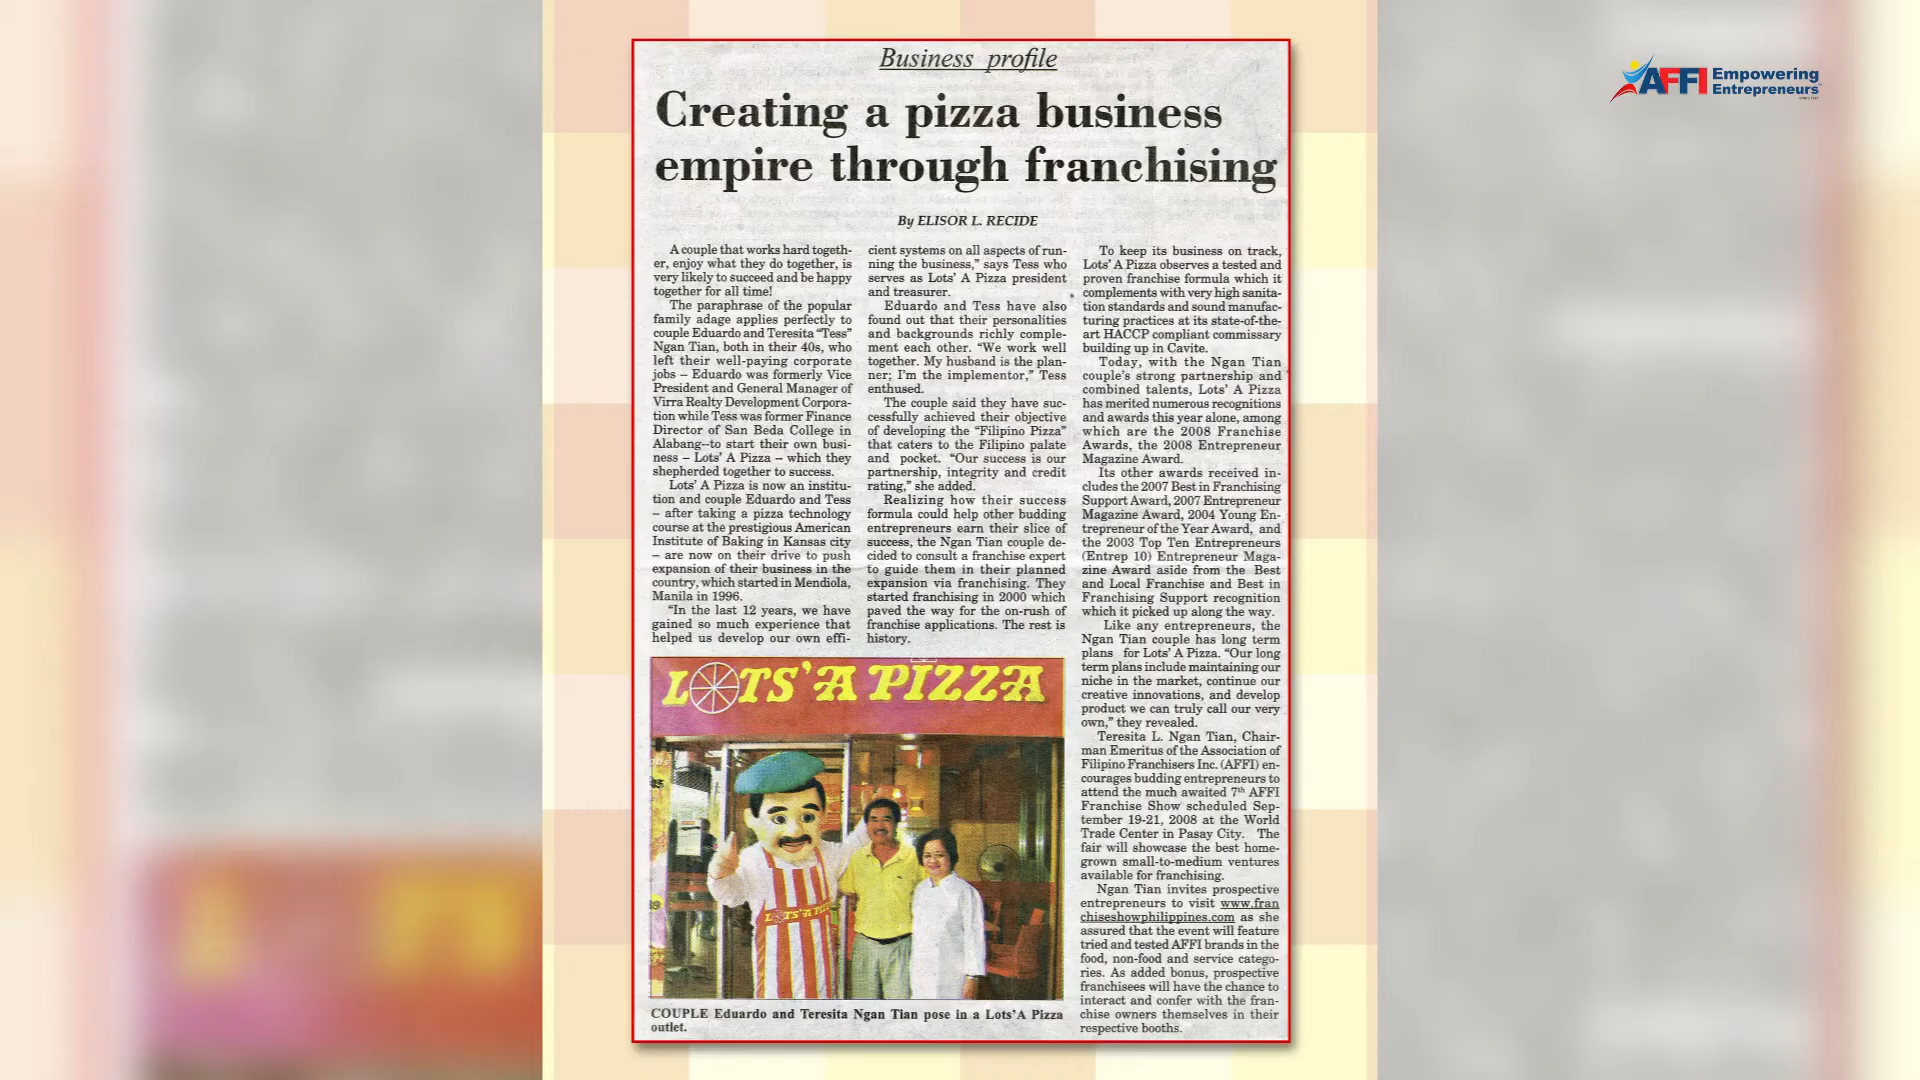 Business profile
Creating a pizza business
empire through franchising
By ELISOR L. RECIDE
A couple that works hard togeth-
er, enjoy what they do together, is
very likely to succeed and be happy
together for all time!
The paraphrase of the popular
family adage applies perfectly to
couple Eduardo and Teresita “Tess”
Ngan Tian, both in their 40s, who
left their well-paying corporate
jobs – Eduardo was formerly Vice
President and General Manager of
Virra Realty Development Corpora-
tion while Tess was former Finance
Director of San Beda College in
Alabang--to start their own busi-
ness – Lots’ A Pizza – which they
shepherded together to success.
Lots’ A Pizza is now an institu-
tion and couple Eduardo and Tess
– after taking a pizza technology
course at the prestigious American
Institute of Baking in Kansas city
– are now on their drive to push
expansion of their business in the
country, which started in Mendiola,
Manila in 1996.
“In the last 12 years, we have
gained so much experience that
helped us develop our own effi-
cient systems on all aspects of run-
ning the business,” says Tess who
serves as Lots’ A Pizza president
and treasurer.
Eduardo and Tess have also
found out that their personalities
and backgrounds richly comple-
ment each other. “We work well
together. My husband is the plan-
ner; I’m the implementor,” Tess
enthused.
The couple said they have suc-
cessfully achieved their objective
of developing the “Filipino Pizza”
that caters to the Filipino palate
and pocket. “Our success is our
partnership, integrity and credit
rating,” she added.
Realizing how their success
formula could help other budding
entrepreneurs earn their slice of
success, the Ngan Tian couple de-
cided to consult a franchise expert
to guide them in their planned
expansion via franchising. They
started franchising in 2000 which
paved the way for the on-rush of
franchise applications. The rest is
history.
To keep its business on track,
Lots’ A Pizza observes a tested and
proven franchise formula which it
complements with very high sanita-
tion standards and sound manufac-
turing practices at its state-of-the-
art HACCP compliant commissary
building up in Cavite.
Today, with the Ngan Tian
couple’s strong partnership and
combined talents, Lots’ A Pizza
has merited numerous recognitions
and awards this year alone, among
which are the 2008 Franchise
Awards, the 2008 Entrepreneur
Magazine Award.
Its other awards received in-
cludes the 2007 Best in Franchising
Support Award, 2007 Entrepreneur
Magazine Award, 2004 Young En-
trepreneur of the Year Award, and
the 2003 Top Ten Entrepreneurs
(Entrep 10) Entrepreneur Maga-
zine Award aside from the Best
and Local Franchise and Best in
Franchising Support recognition
which it picked up along the way.
Like any entrepreneurs, the
Ngan Tian couple has long term
plans for Lots’ A Pizza. “Our long
term plans include maintaining our
niche in the market, continue our
creative innovations, and develop
product we can truly call our very
own,” they revealed.
Teresita L. Ngan Tian, Chair-
man Emeritus of the Association of
Filipino Franchisers Inc. (AFFI) en-
courages budding entrepreneurs to
attend the much awaited 7th AFFI
Franchise Show scheduled Sep-
tember 19-21, 2008 at the World
Trade Center in Pasay City. The
fair will showcase the best home-
grown small-to-medium ventures
available for franchising.
Ngan Tian invites prospective
entrepreneurs to visit www.fran
chiseshowphilippines.com as she
assured that the event will feature
tried and tested AFFI brands in the
food, non-food and service catego-
ries. As added bonus, prospective
franchisees will have the chance to
interact and confer with the fran-
chise owners themselves in their
respective booths.
LOTS’A PIZZA
LOTS’A PIZZA
COUPLE Eduardo and Teresita Ngan Tian pose in a Lots’A Pizza
outlet.
AFFI Empowering
Entrepreneurs